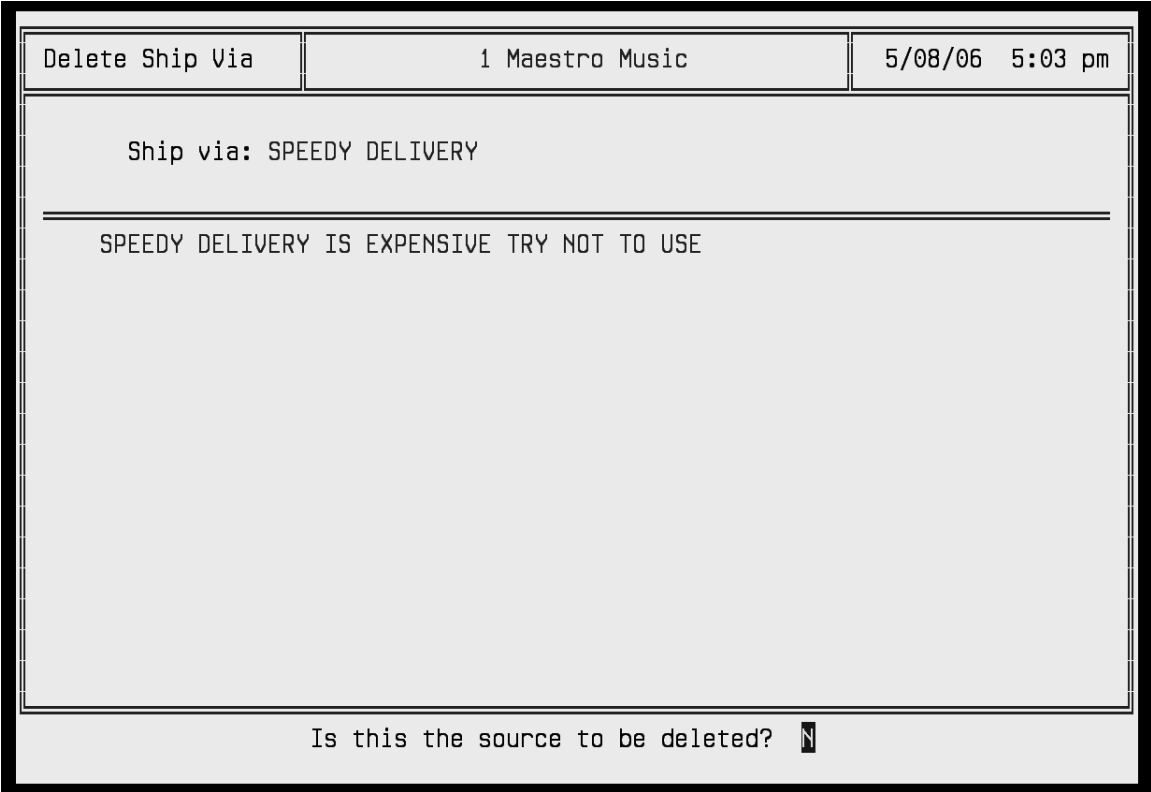 Delete Ship Via 1 Maestro Music 5/08/06 5:03 pm
Ship via: SPEEDY DELIVERY
SPEEDY DELIVERY IS EXPENSIVE TRY NOT TO USE
Is this the source to be deleted? N